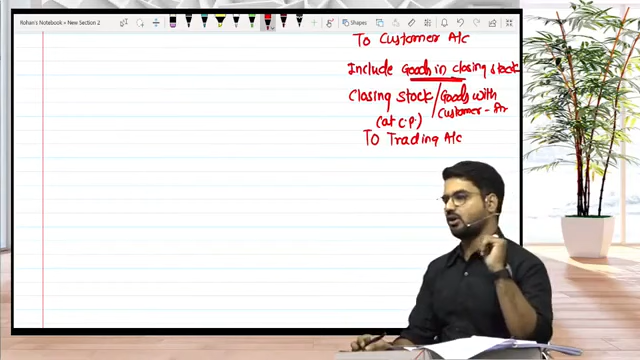 Rohan's Notebook • New Section 2
Shapes
To Customer A/c
Include Goods in closing stock
Closing Stock / Goods with
(at C.P.) Customer - Dr
To Trading A/c